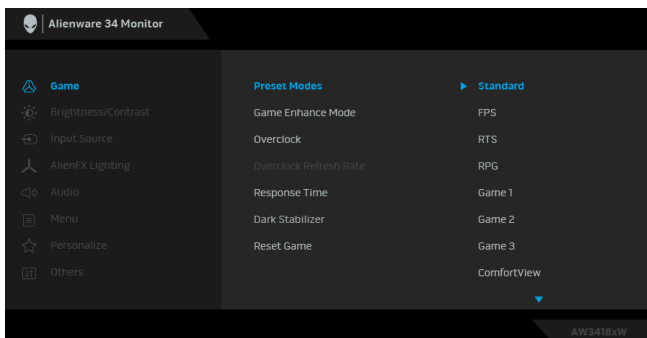 Alienware 34 Monitor
Game Preset Modes Standard
Brightness/Contrast Game Enhance Mode FPS
Input Source Overclock RTS
AlienFX Lighting Overclock Refresh Rate RPG
Audio Response Time Game 1
Menu Dark Stabilizer Game 2
Personalize Reset Game Game 3
Others ComfortView
AW3418xW